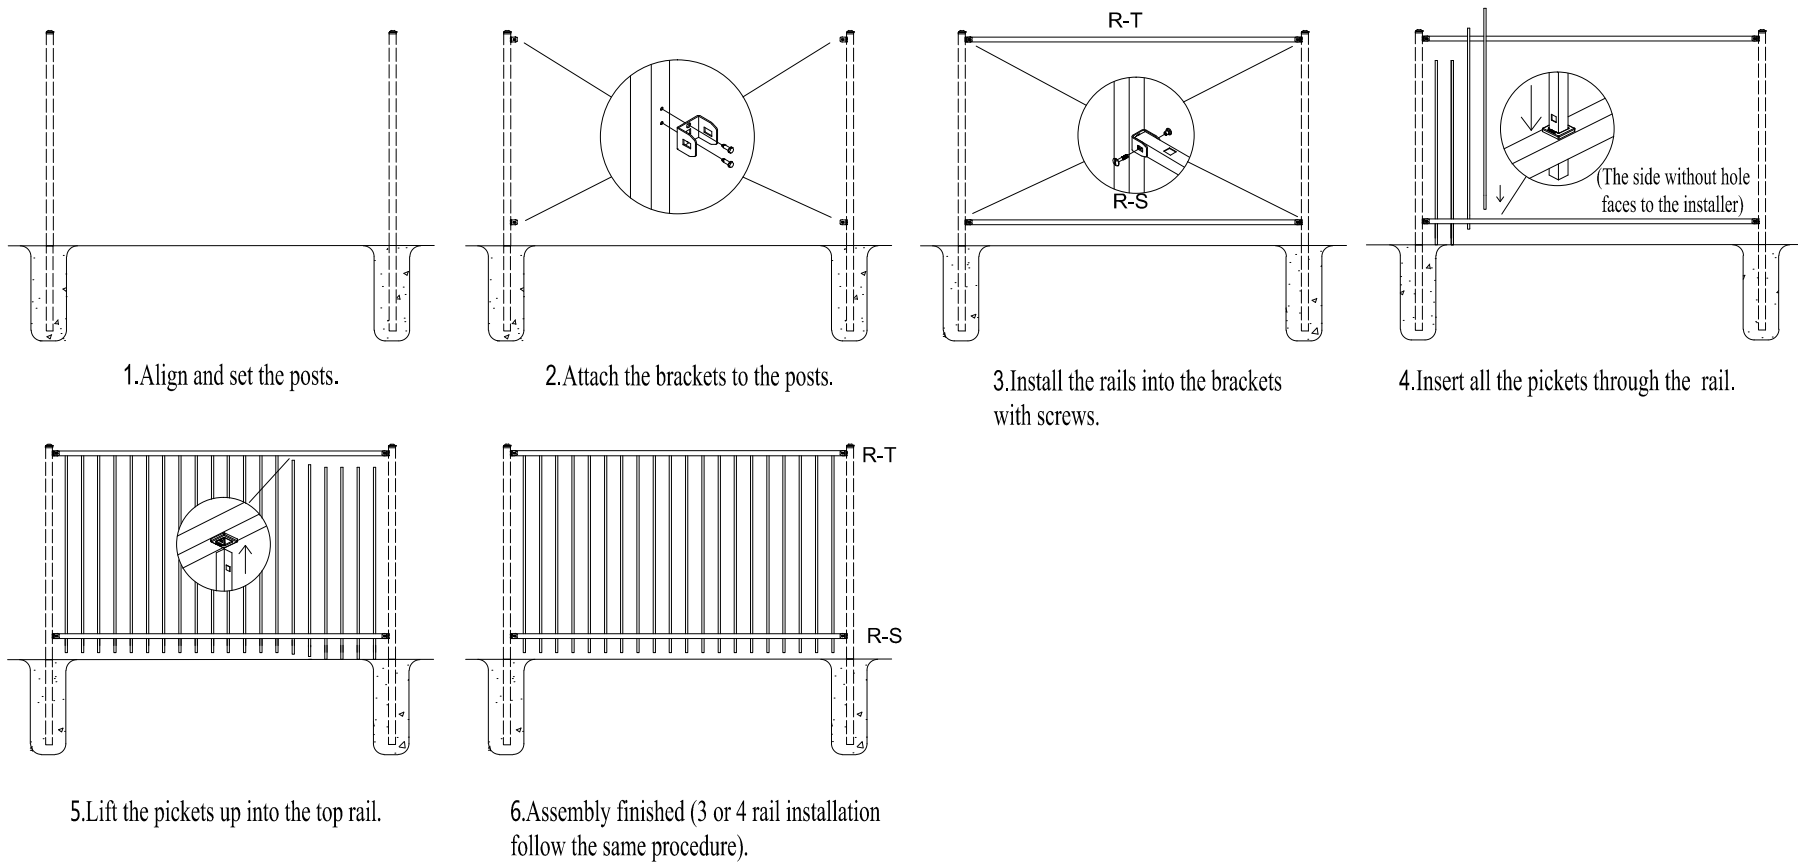 R-T
R-S
(The side without hole
faces to the installer)
1.Align and set the posts.
2.Attach the brackets to the posts.
3.Install the rails into the brackets
with screws.
4.Insert all the pickets through the rail.
R-T
R-S
5.Lift the pickets up into the top rail.
6.Assembly finished (3 or 4 rail installation
follow the same procedure).